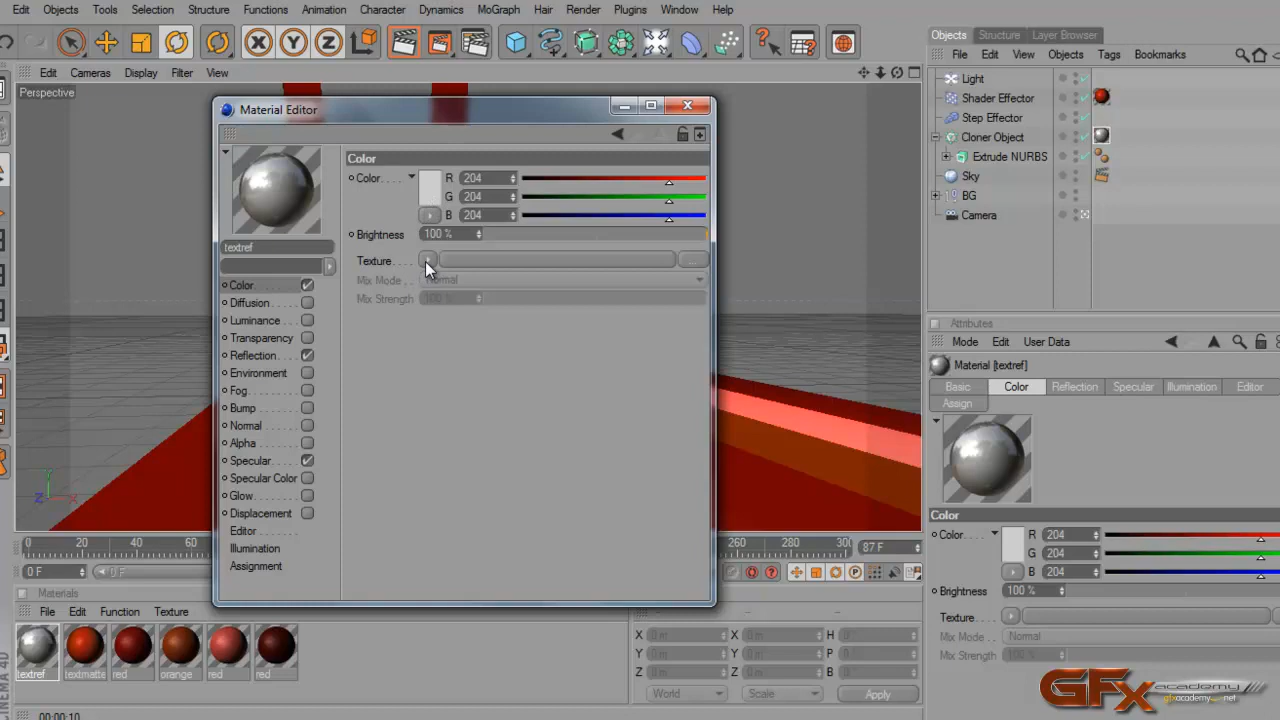 Edit Objects Tools Selection Structure Functions Animation Character Dynamics MoGraph Hair Render Plugins Window Help
Objects Structure Layer Browser
File Edit View Objects Tags Bookmarks
Edit Cameras Display Filter View
Perspective
Light
Shader Effector
Step Effector
Cloner Object
Extrude NURBS
Sky
BG
Camera
Material Editor
textref
Color
Diffusion
Luminance
Transparency
Reflection
Environment
Fog
Bump
Normal
Alpha
Specular
Specular Color
Glow
Displacement
Editor
Illumination
Assignment
Color
Color R 204
G 204
B 204
Brightness 100 %
Texture ...
Mix Mode Normal
Mix Strength 100 %
Attributes
Mode Edit User Data
Material [textref]
Basic Color Reflection Specular Illumination Editor
Assign
Color
Color R 204
G 204
B 204
Brightness 100 %
Texture
Mix Mode Normal
Mix Strength 100 %
0 30 60 260 280 300 87 F
0 F 0 F
Materials
File Edit Function Texture
textref textmatte red orange red red
X 0 m X 0 m H 0
Y 0 m Y 0 m P 0
Z 0 m Z 0 m B 0
World Scale Apply
CINEMA 4D
00:00:10
GFx academy
gfxacademy.net